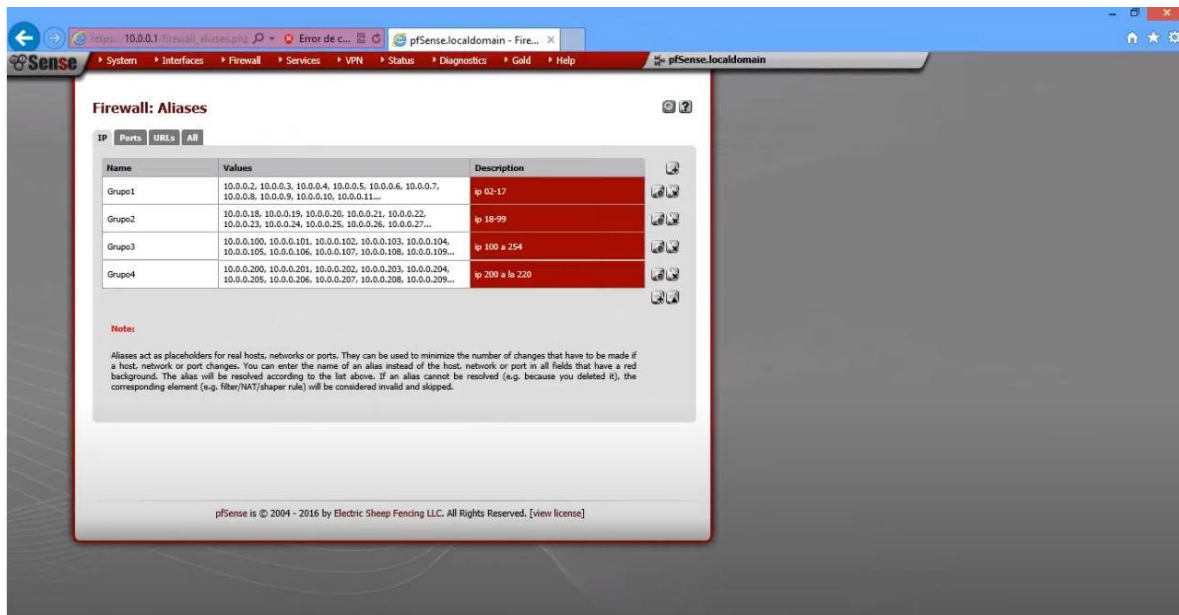 https://10.0.0.1/firewall_aliases.php
Error de c...
pfSense.localdomain - Fire...
Sense
System Interfaces Firewall Services VPN Status Diagnostics Gold Help
pfSense.localdomain
Firewall: Aliases
IP Ports URLs All
Name Values Description
Grupo1 10.0.0.2, 10.0.0.3, 10.0.0.4, 10.0.0.5, 10.0.0.6, 10.0.0.7,
10.0.0.8, 10.0.0.9, 10.0.0.10, 10.0.0.11... ip 02-17
Grupo2 10.0.0.18, 10.0.0.19, 10.0.0.20, 10.0.0.21, 10.0.0.22,
10.0.0.23, 10.0.0.24, 10.0.0.25, 10.0.0.26, 10.0.0.27... ip 18-99
Grupo3 10.0.0.100, 10.0.0.101, 10.0.0.102, 10.0.0.103, 10.0.0.104,
10.0.0.105, 10.0.0.106, 10.0.0.107, 10.0.0.108, 10.0.0.109... ip 100 a 254
Grupo4 10.0.0.200, 10.0.0.201, 10.0.0.202, 10.0.0.203, 10.0.0.204,
10.0.0.205, 10.0.0.206, 10.0.0.207, 10.0.0.208, 10.0.0.209... ip 200 a la 220
Note:
Aliases act as placeholders for real hosts, networks or ports. They can be used to minimize the number of changes that have to be made if
a host, network or port changes. You can enter the name of an alias instead of the host, network or port in all fields that have a red
background. The alias will be resolved according to the list above. If an alias cannot be resolved (e.g. because you deleted it), the
corresponding element (e.g. filter/NAT/shaper rule) will be considered invalid and skipped.
pfSense is © 2004 - 2016 by Electric Sheep Fencing LLC. All Rights Reserved. [view license]